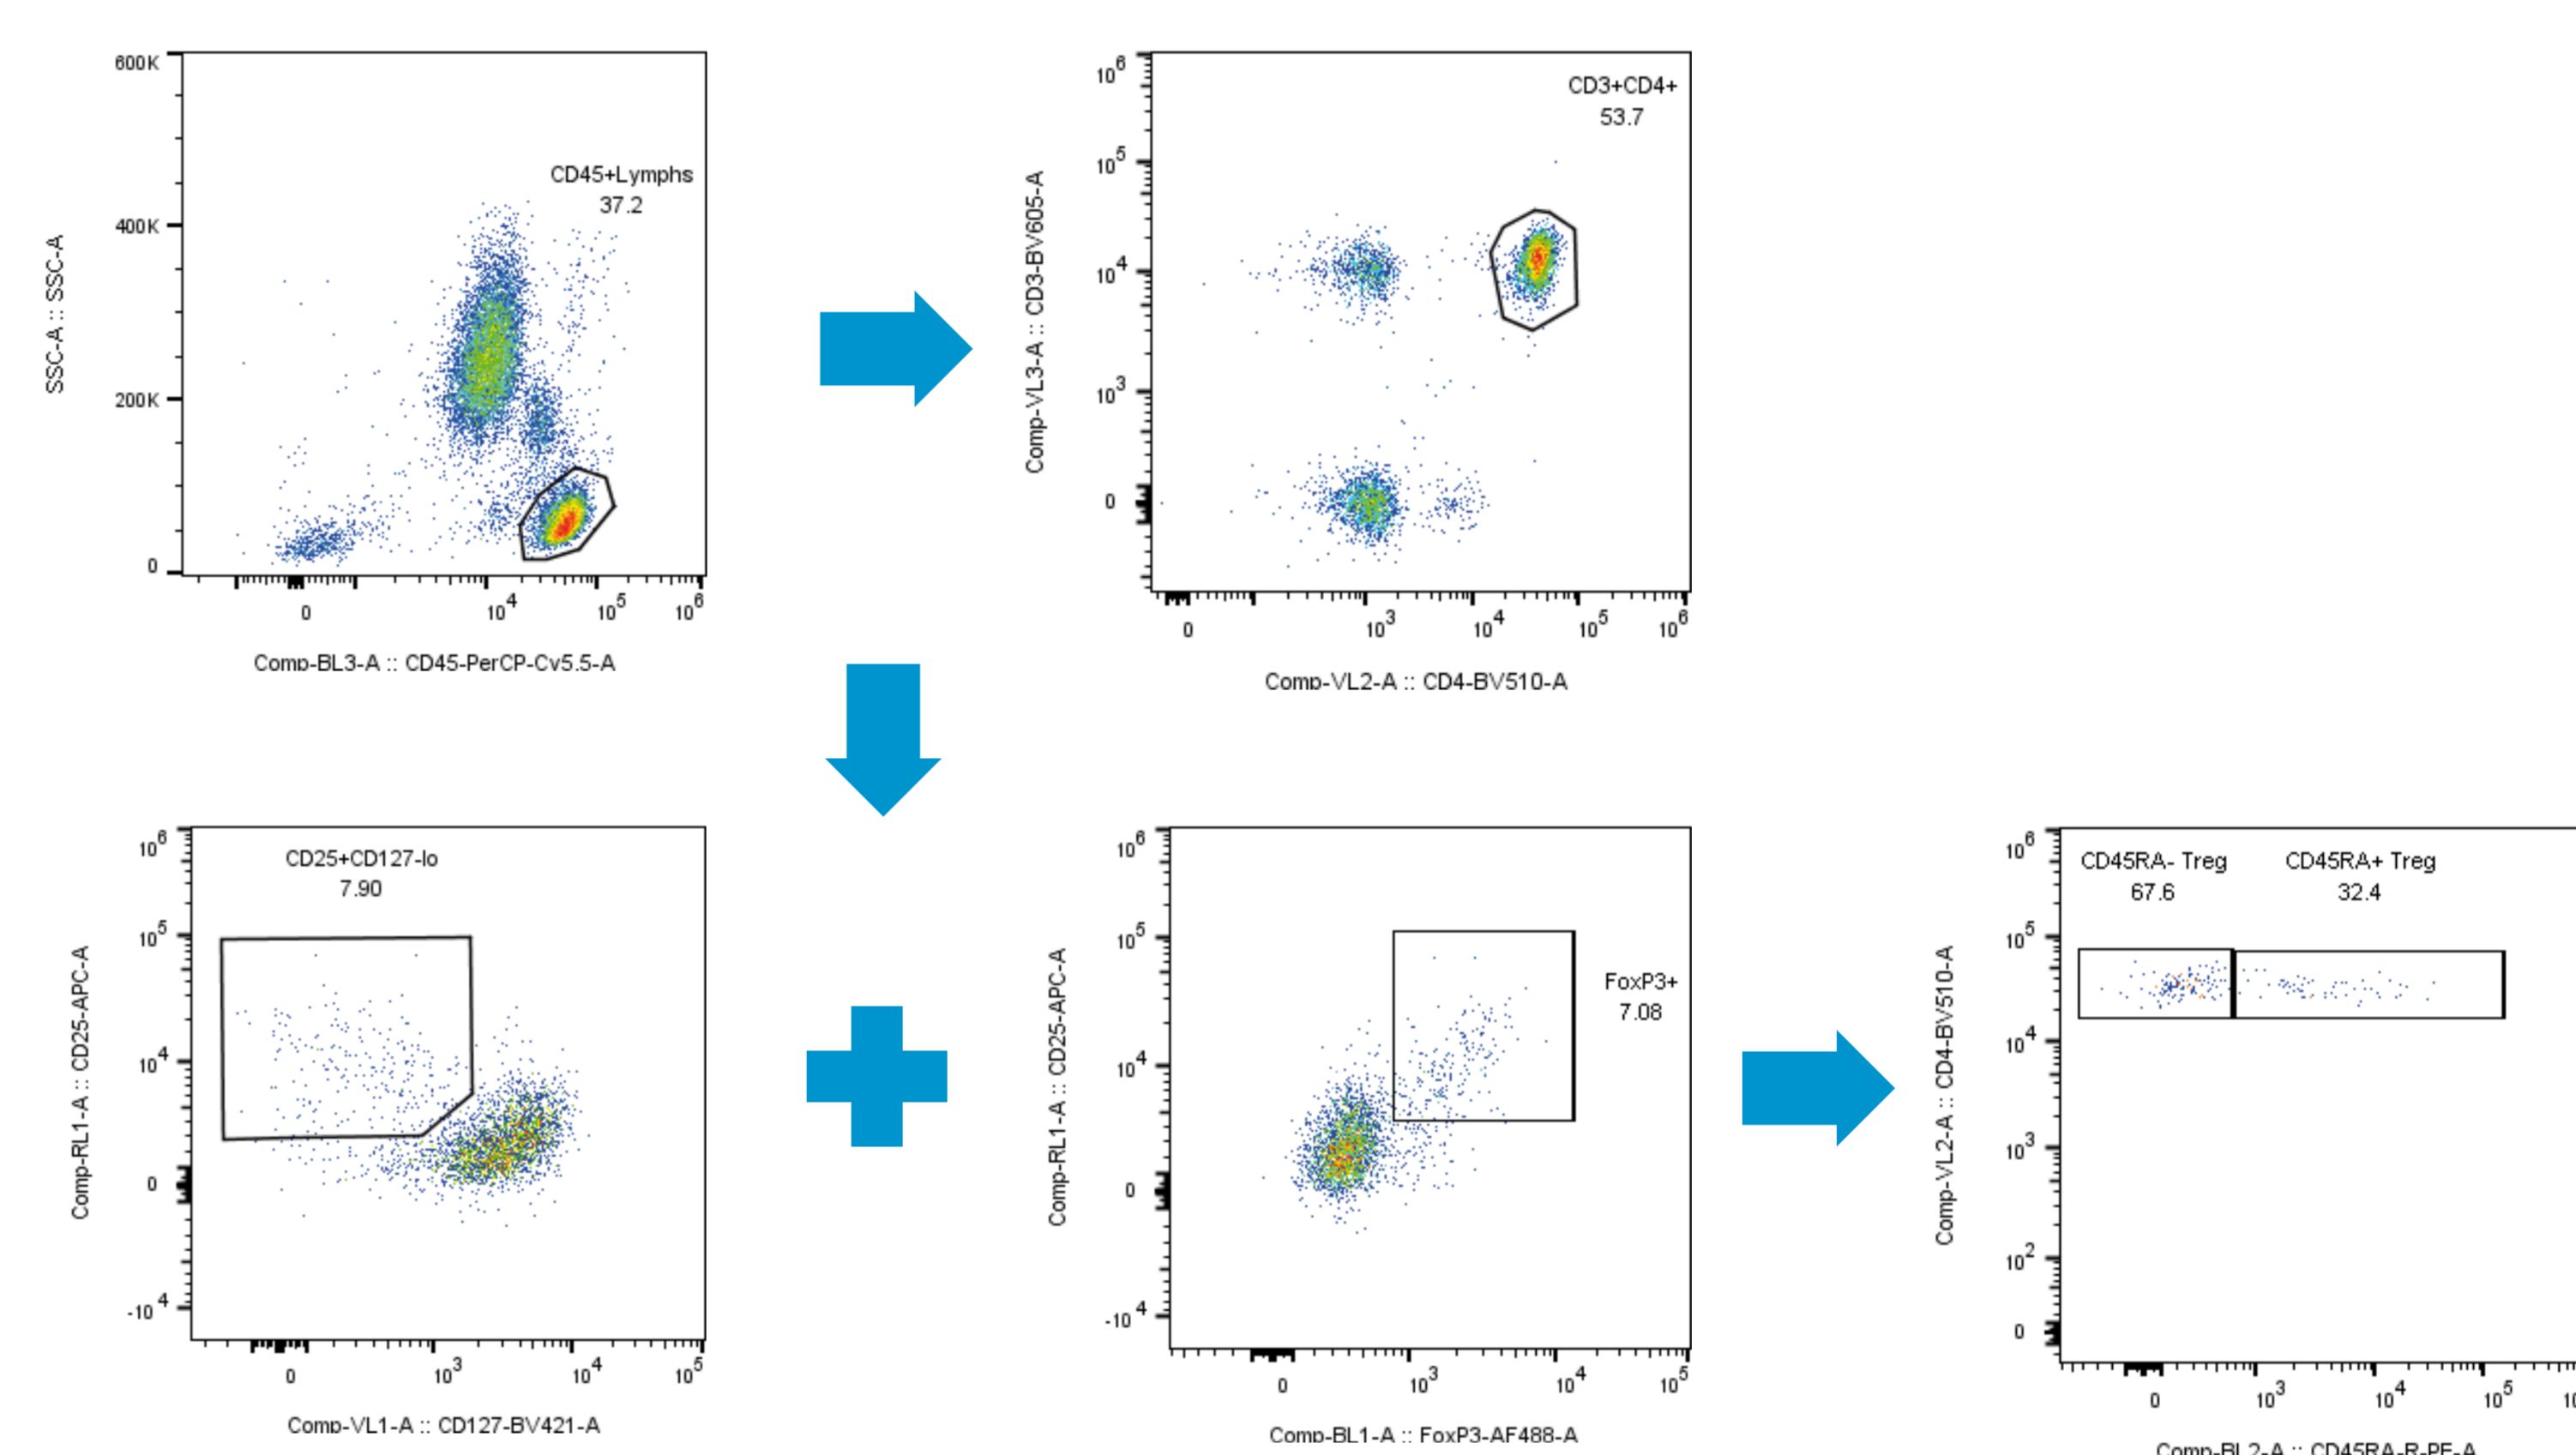 600K
400K
200K
0
SSC-A :: SSC-A
CD45+Lymphs
37.2
0
10^4
10^5
10^6
Comp-BL3-A :: CD45-PerCP-Cy5.5-A
10^6
10^5
10^4
10^3
0
Comp-VL3-A :: CD3-BV605-A
CD3+CD4+
53.7
0
10^3
10^4
10^5
10^6
Comp-VL2-A :: CD4-BV510-A
10^6
10^5
10^4
0
-10^4
Comp-RL1-A :: CD25-APC-A
CD25+CD127-lo
7.90
0
10^3
10^4
10^5
Comp-VL1-A :: CD127-BV421-A
10^6
10^5
10^4
0
-10^4
Comp-RL1-A :: CD25-APC-A
FoxP3+
7.08
0
10^3
10^4
10^5
Comp-BL1-A :: FoxP3-AF488-A
10^6
10^5
10^4
10^3
10^2
0
Comp-VL2-A :: CD4-BV510-A
CD45RA- Treg
67.6
CD45RA+ Treg
32.4
0
10^3
10^4
10^5
Comp-BL2-A :: CD45RA-R-PE-A